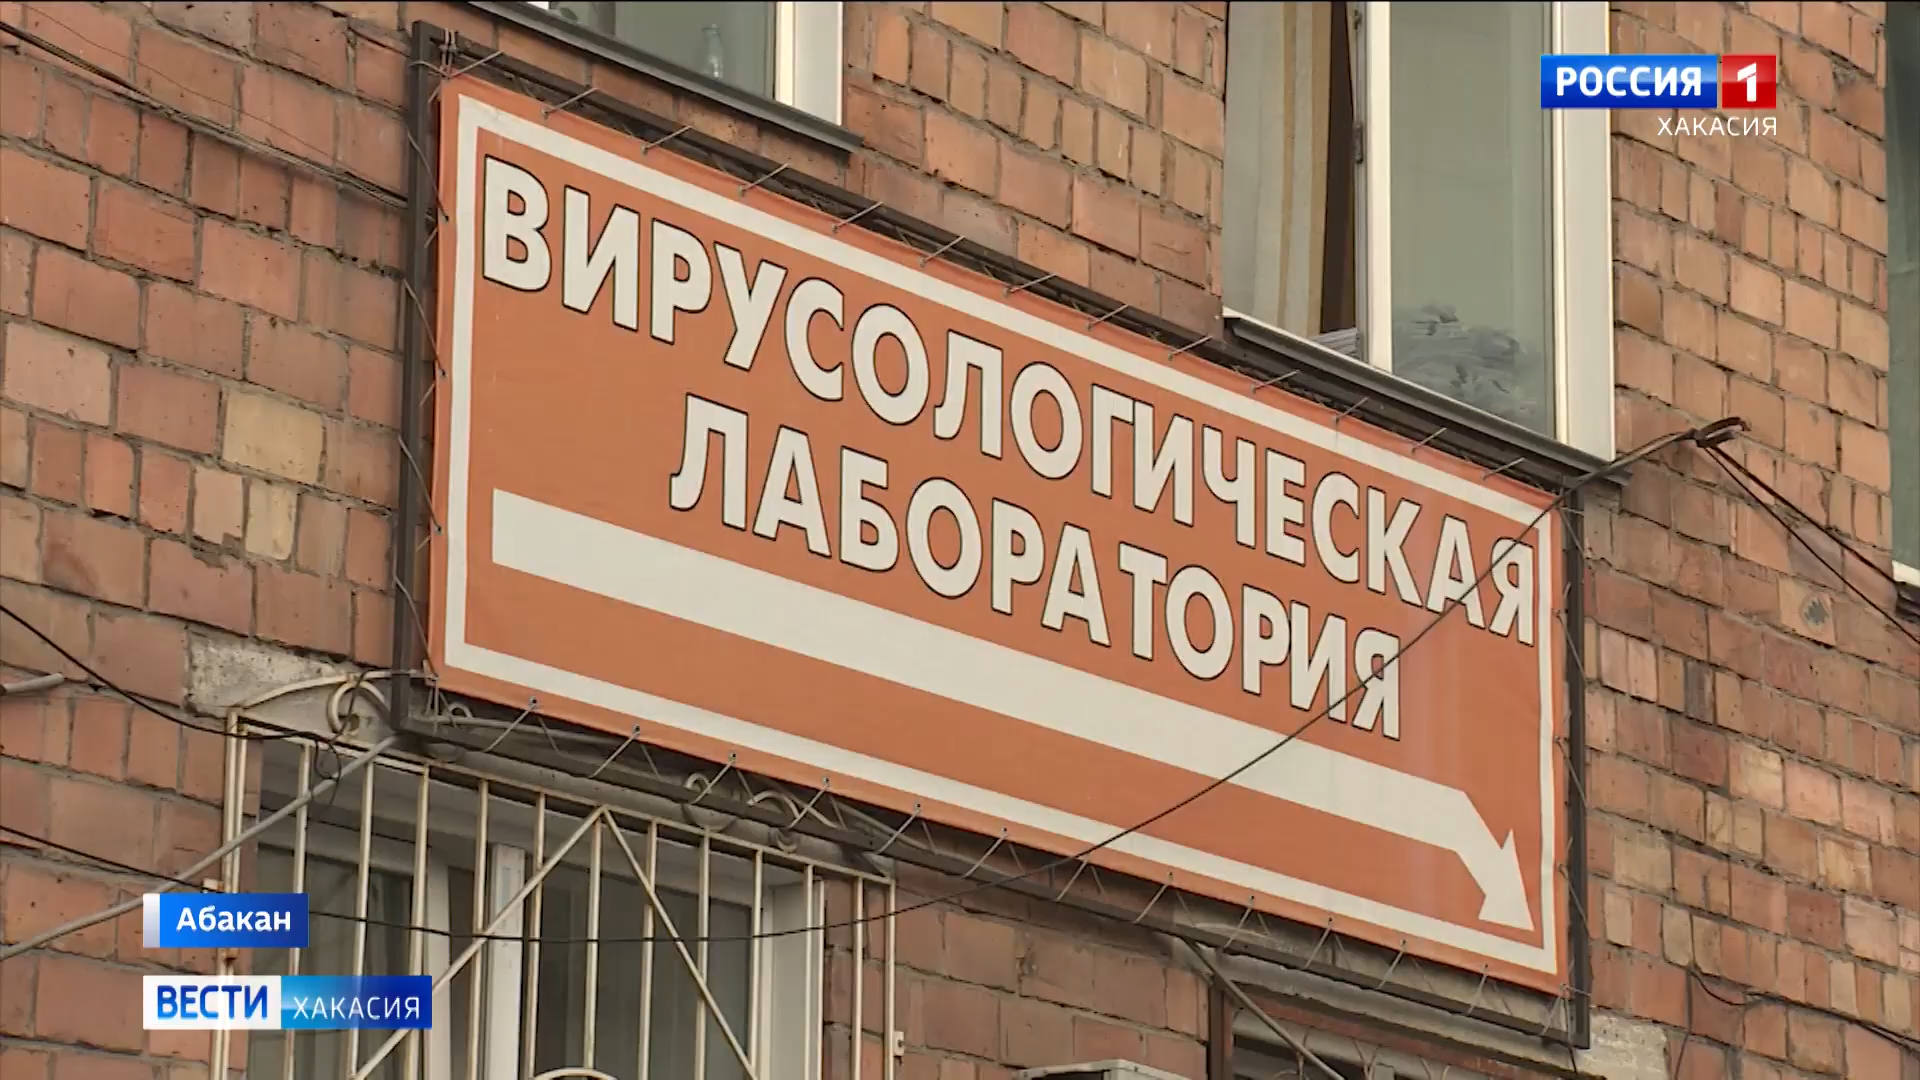 РОССИЯ 1
ХАКАСИЯ
ВИРУСОЛОГИЧЕСКАЯ
ЛАБОРАТОРИЯ
Абакан
ВЕСТИ ХАКАСИЯ